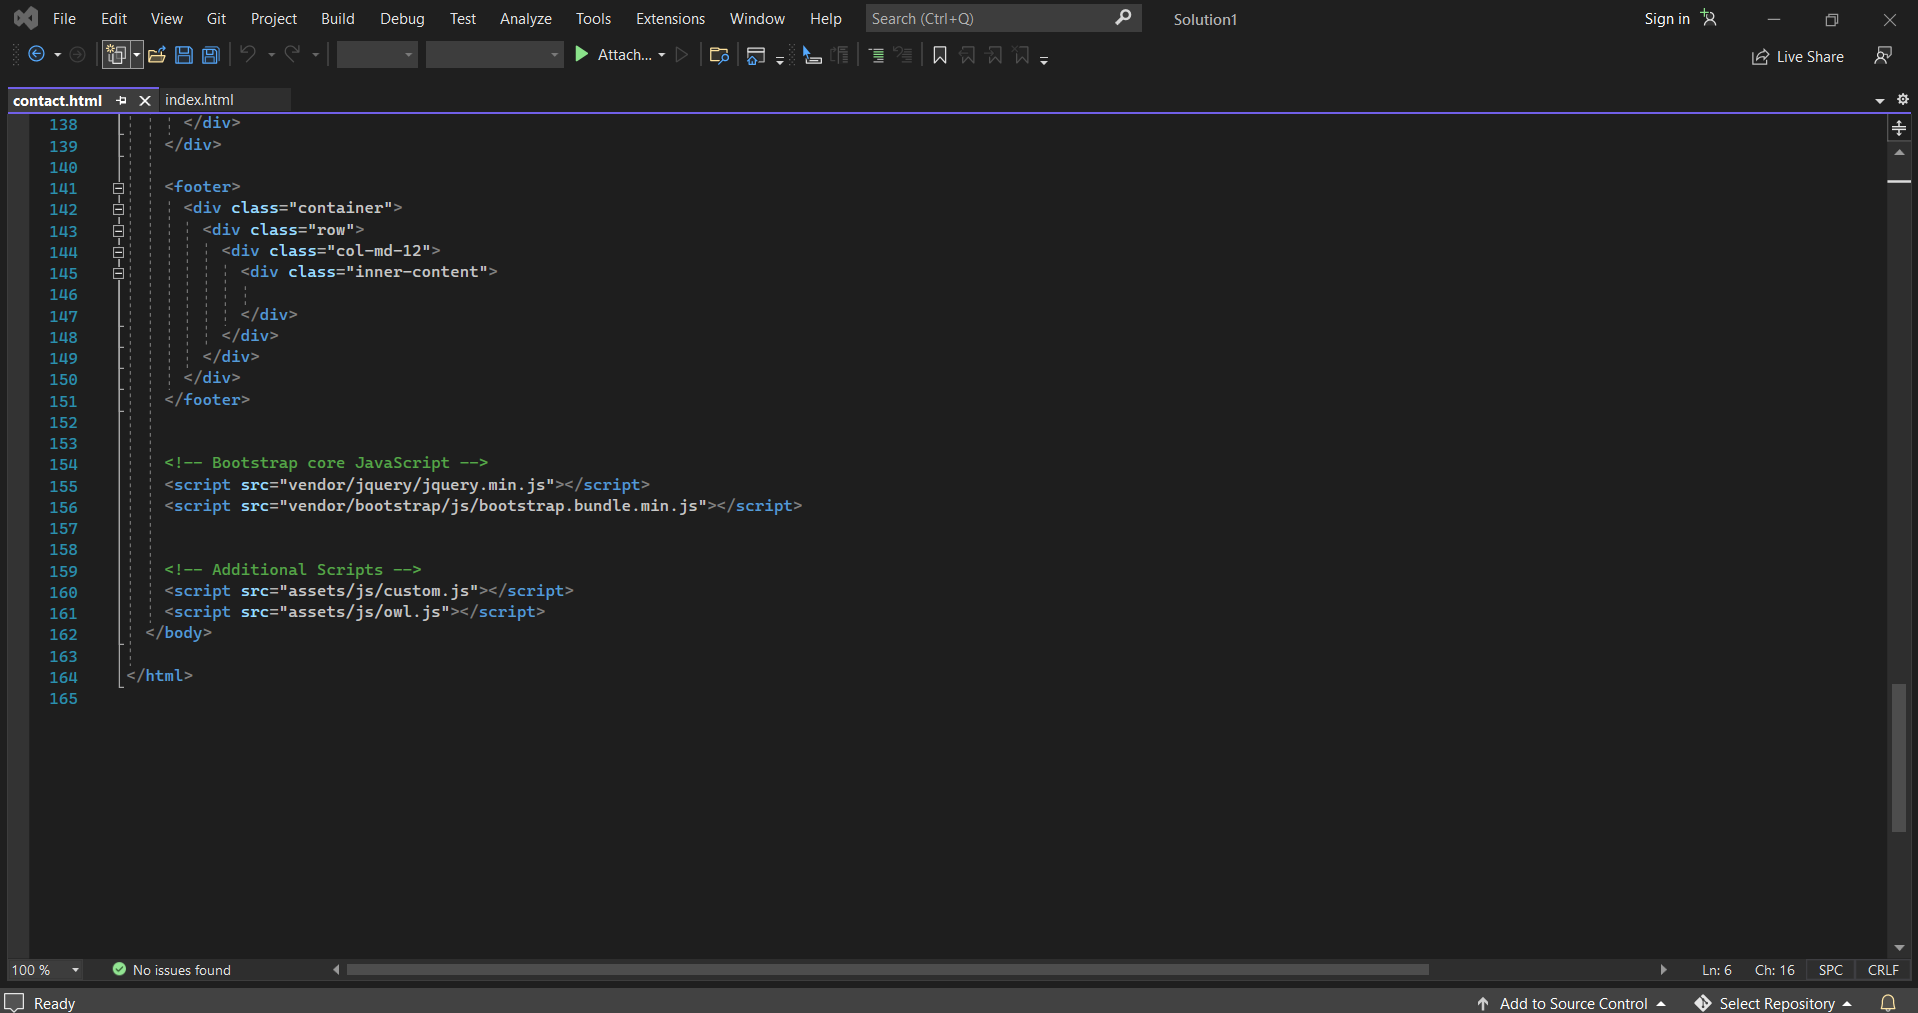 File Edit View Git Project Build Debug Test Analyze Tools Extensions Window Help Search (Ctrl+Q) Solution1 Sign in
Attach... Live Share
contact.html index.html
138 </div>
139 </div>
140
141 <footer>
142 <div class="container">
143 <div class="row">
144 <div class="col-md-12">
145 <div class="inner-content">
146
147 </div>
148 </div>
149 </div>
150 </div>
151 </footer>
152
153
154 <!-- Bootstrap core JavaScript -->
155 <script src="vendor/jquery/jquery.min.js"></script>
156 <script src="vendor/bootstrap/js/bootstrap.bundle.min.js"></script>
157
158
159 <!-- Additional Scripts -->
160 <script src="assets/js/custom.js"></script>
161 <script src="assets/js/owl.js"></script>
162 </body>
163
164 </html>
165
100 % No issues found Ln: 6 Ch: 16 SPC CRLF
Ready Add to Source Control Select Repository